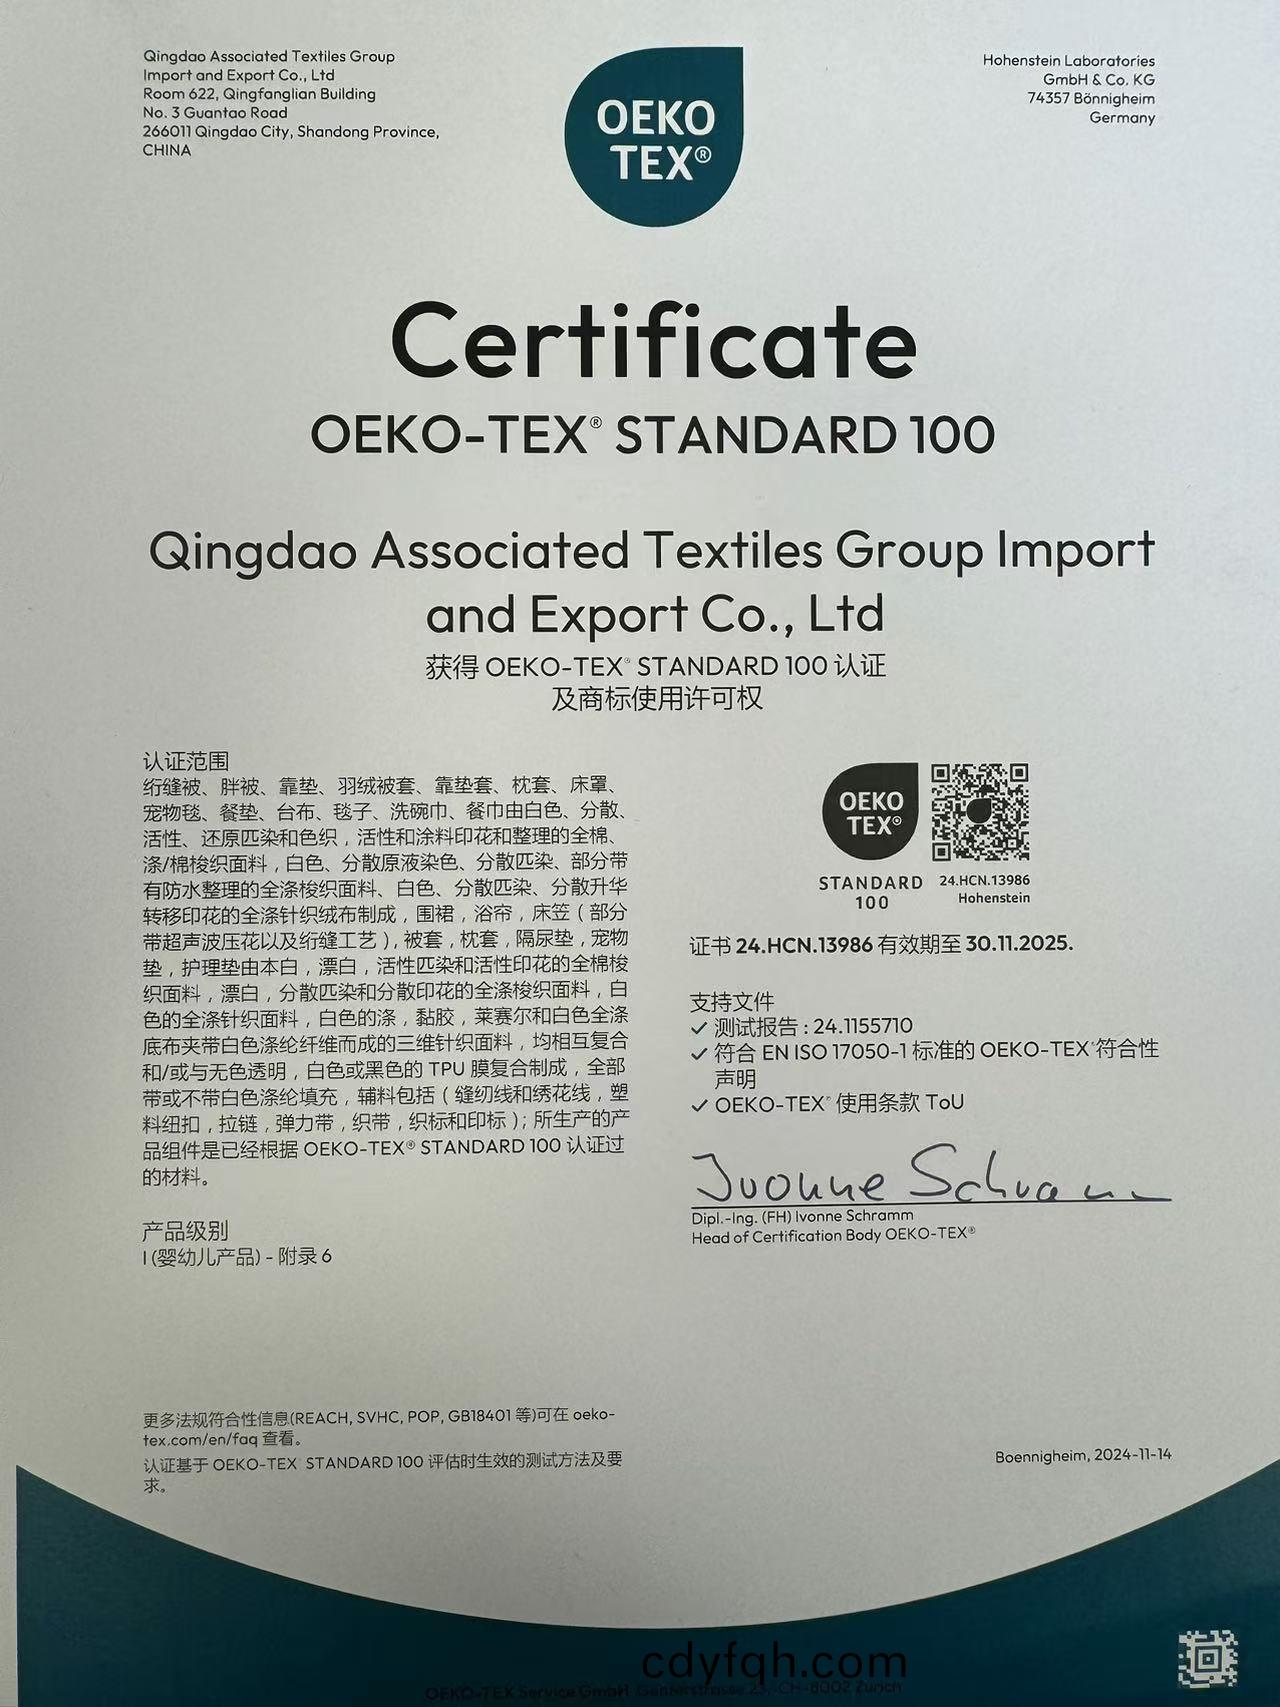 Qingdao Associated Textiles Group
Import and Export Co., Ltd
Room 622, Qingfanglian Building
No. 3 Guantao Road
266011 Qingdao City, Shandong Province,
CHINA
OEKO
TEX®
Hohenstein Laboratories
GmbH & Co. KG
74357 Bönnigheim
Germany
Certificate
OEKO-TEX® STANDARD 100
Qingdao Associated Textiles Group Import
and Export Co., Ltd
获得 OEKO-TEX® STANDARD 100 认证
及商标使用许可权
认证范围
绗缝被、胖被、靠垫、羽绒被套、靠垫套、枕套、床罩、
宠物毯、餐垫、台布、毯子、洗碗巾、餐巾由白色、分散、
活性、还原匹染和色织，活性和涂料印花和整理的全棉、
涤/棉梭织面料，白色、分散原液染色、分散匹染、部分带
有防水整理的全涤梭织面料、白色、分散匹染、分散升华
转移印花的全涤针织绒布制成，围裙，浴帘，床笠（部分
带超声波压花以及绗缝工艺），被套，枕套，隔尿垫，宠物
垫，护理垫由本白，漂白，活性匹染和活性印花的全棉梭
织面料，漂白，分散匹染和分散印花的全涤梭织面料，白
色的全涤针织面料，白色的涤，黏胶，莱赛尔和白色全涤
底布夹带白色涤纶纤维而成的三维针织面料，均相互复合
和/或与无色透明，白色或黑色的 TPU 膜复合制成，全部
带或不带白色涤纶填充，辅料包括（缝纫线和绣花线，塑
料纽扣，拉链，弹力带，织带，织标和印标）；所生产的产
品组件是已经根据 OEKO-TEX® STANDARD 100 认证过
的材料。
产品级别
I (婴幼儿产品) - 附录 6
OEKO
TEX®
STANDARD
100
24.HCN.13986
Hohenstein
证书 24.HCN.13986 有效期至 30.11.2025.
支持文件
✓ 测试报告 : 24.1155710
✓ 符合 EN ISO 17050-1 标准的 OEKO-TEX®符合性
声明
✓ OEKO-TEX® 使用条款 ToU
Ivonne Schramm
Dipl.-Ing. (FH) Ivonne Schramm
Head of Certification Body OEKO-TEX®
更多法规符合性信息(REACH, SVHC, POP, GB18401 等)可在 oeko-
tex.com/en/faq 查看。
认证基于 OEKO-TEX® STANDARD 100 评估时生效的测试方法及要
求。
Boennigheim, 2024-11-14
cdyfqh.com
OEKO-TEX Service GmbH Genferstrasse 23, CH-8002 Zurich